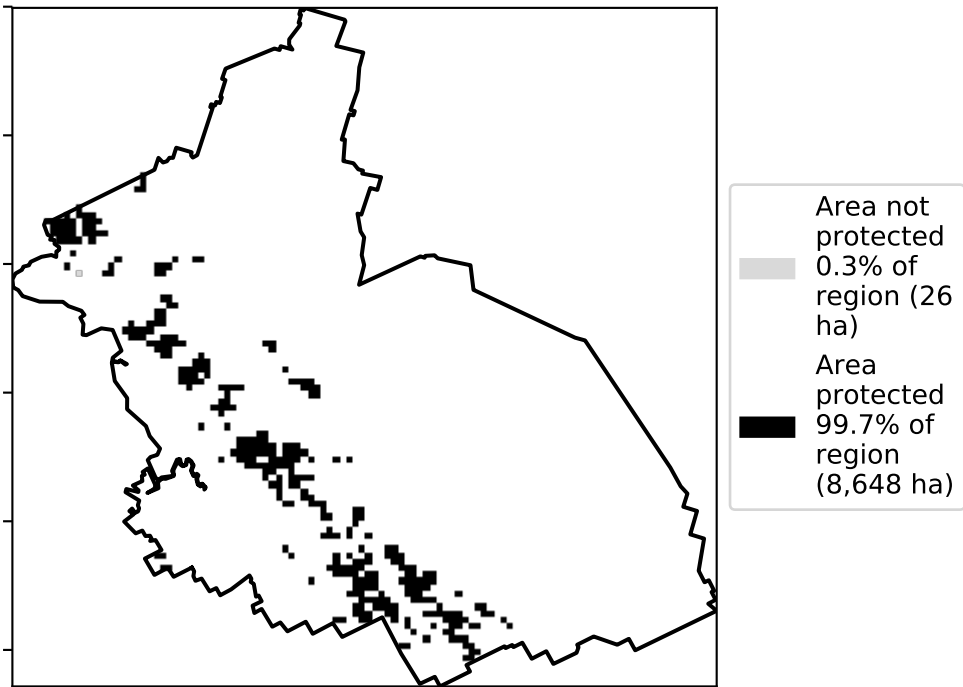 Area not
protected
0.3% of
region (26
ha)
Area
protected
99.7% of
region
(8,648 ha)